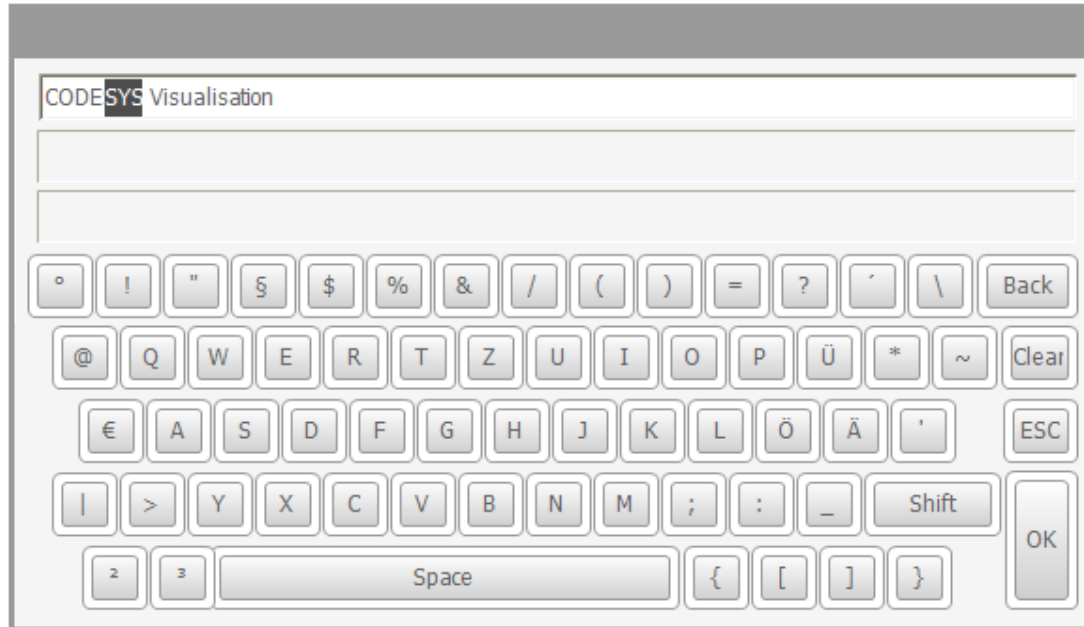 CODESYS Visualisation
° ! " § $ % & / ( ) = ? ´ \ Back
@ Q W E R T Z U I O P Ü * ~ Clear
€ A S D F G H J K L Ö Ä ' ESC
| > Y X C V B N M ; : _ Shift
OK
² ³ Space { [ ] }